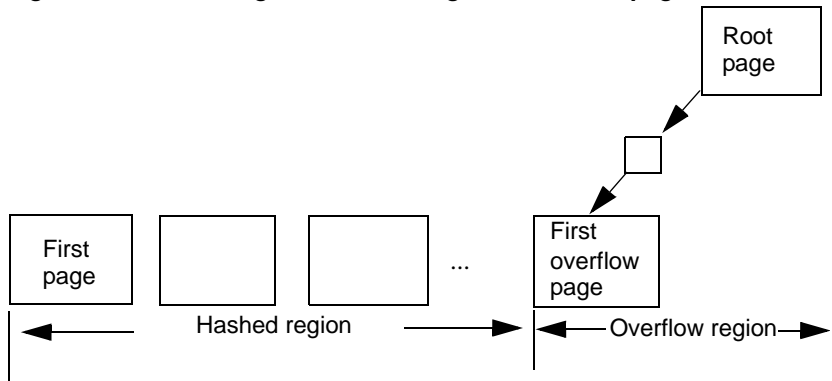 Root
page
First
page
...
First
overflow
page
Hashed region
Overflow region